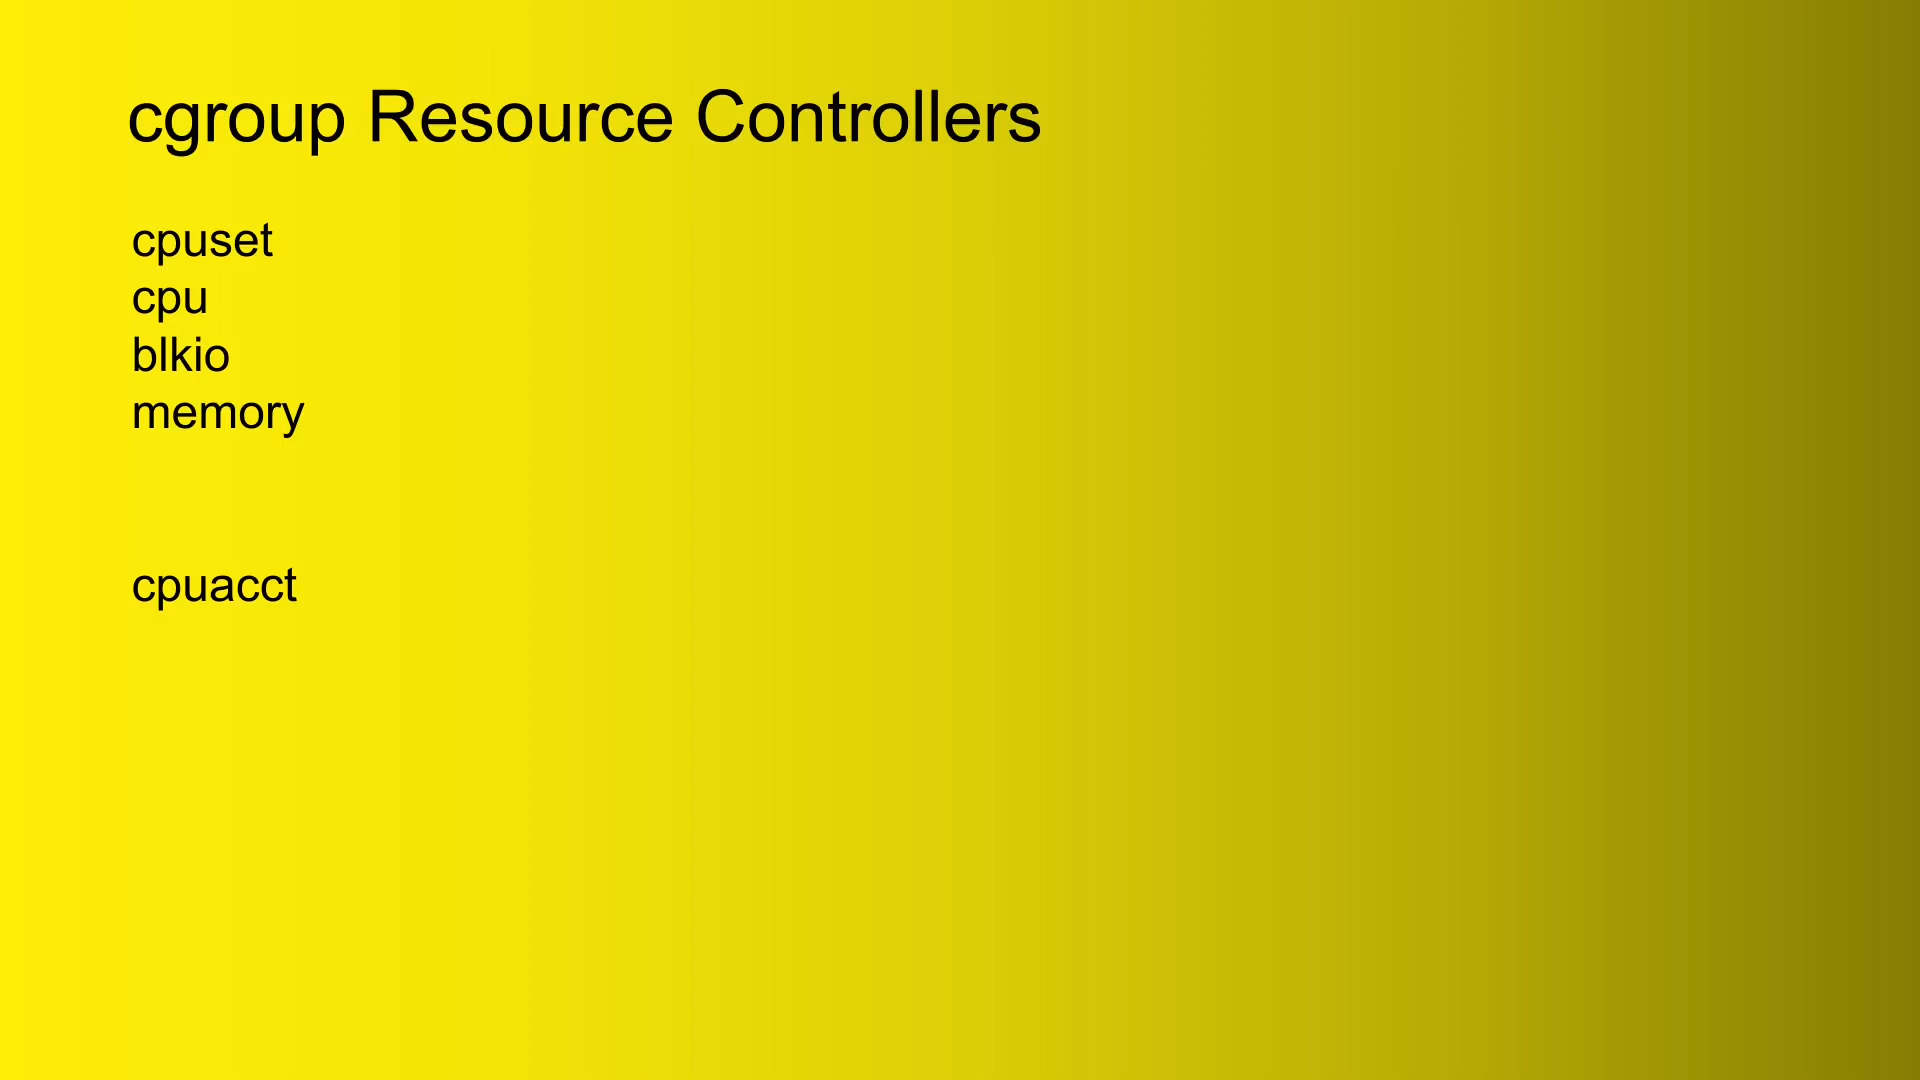 cgroup Resource Controllers
cpuset
cpu
blkio
memory
cpuacct